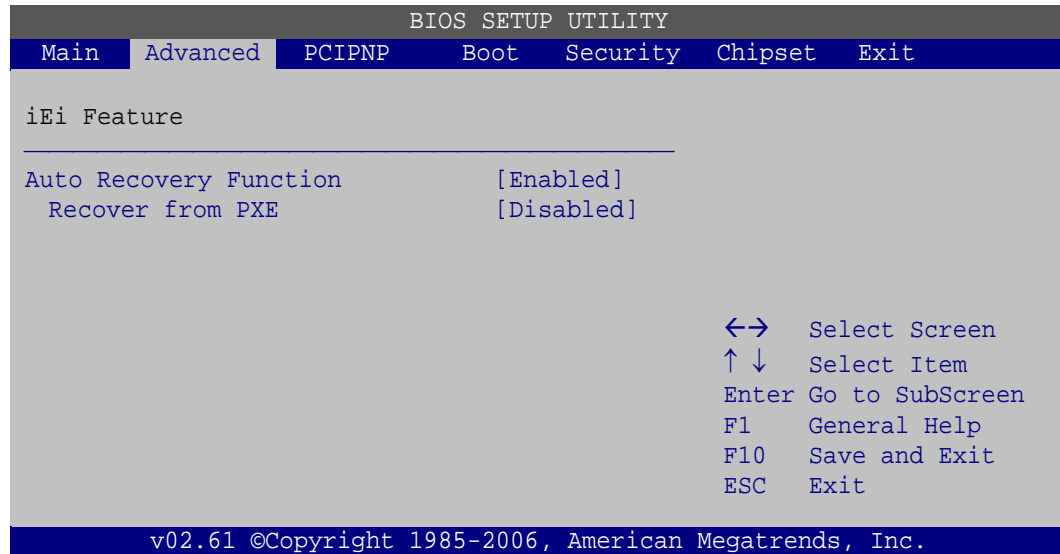 BIOS SETUP UTILITY
Main Advanced PCIPNP Boot Security Chipset Exit
iEi Feature
Auto Recovery Function [Enabled]
Recover from PXE [Disabled]
←→ Select Screen
↑ ↓ Select Item
Enter Go to SubScreen
F1 General Help
F10 Save and Exit
ESC Exit
v02.61 ©Copyright 1985-2006, American Megatrends, Inc.